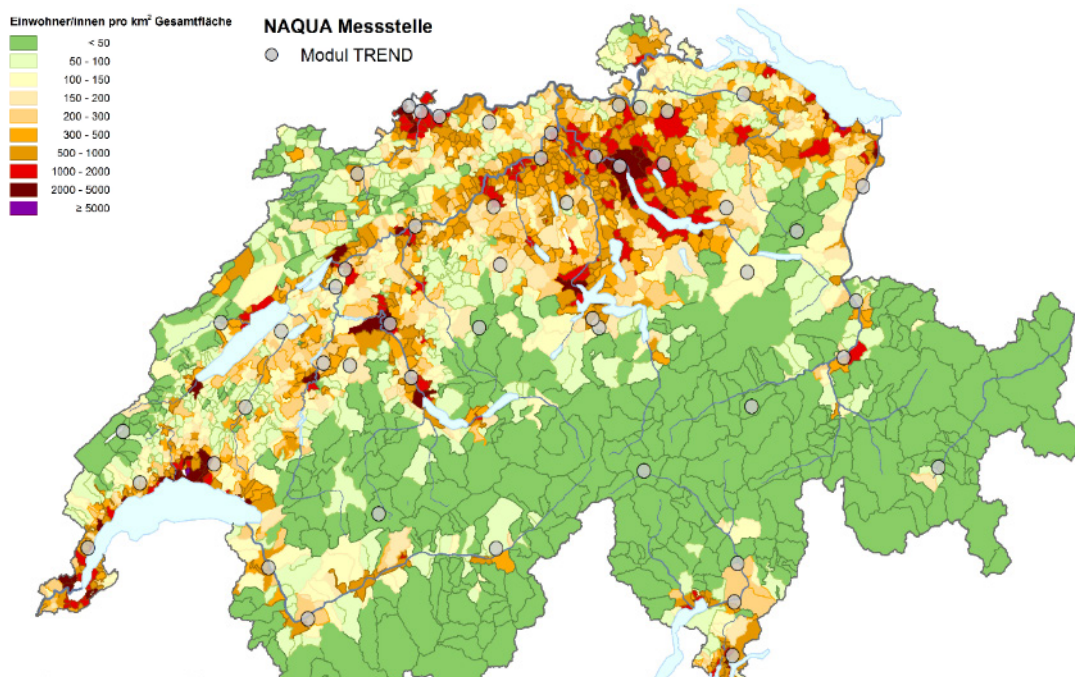 Einwohner/innen pro km² Gesamtfläche
< 50
50 - 100
100 - 150
150 - 200
200 - 300
300 - 500
500 - 1000
1000 - 2000
2000 - 5000
≥ 5000
NAQUA Messstelle
Modul TREND